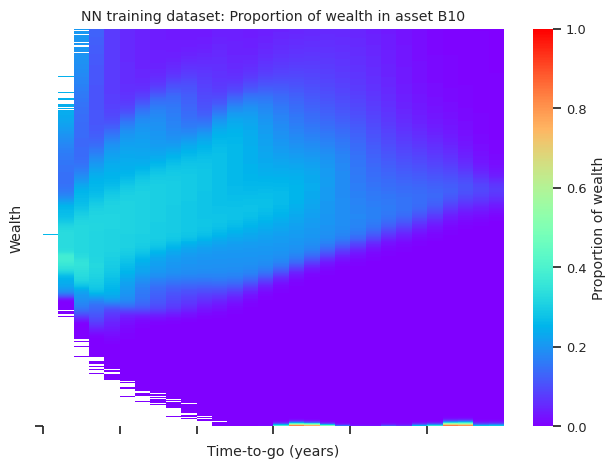 NN training dataset: Proportion of wealth in asset B10
Wealth
Time-to-go (years)
1.0
0.8
0.6
0.4
0.2
0.0
Proportion of wealth